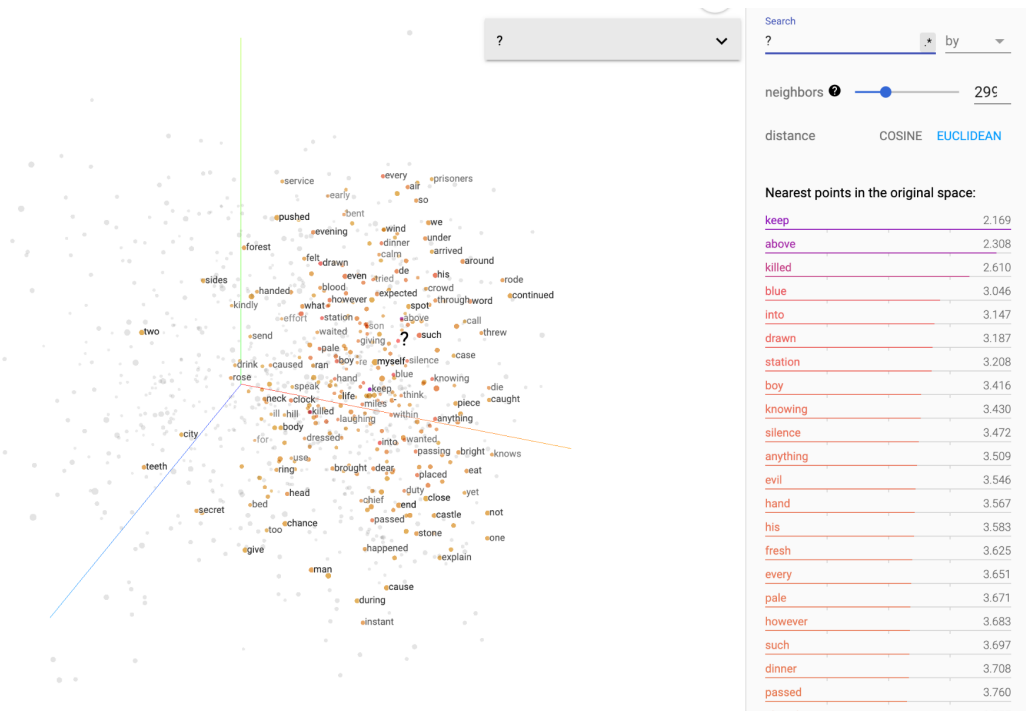 ?
Search
?
.*
by
neighbors ?
299
distance
COSINE
EUCLIDEAN
Nearest points in the original space:
keep 2.169
above 2.308
killed 2.610
blue 3.046
into 3.147
drawn 3.187
station 3.208
boy 3.416
knowing 3.430
silence 3.472
anything 3.509
evil 3.546
hand 3.567
his 3.583
fresh 3.625
every 3.651
pale 3.671
however 3.683
such 3.697
dinner 3.708
passed 3.760
service
every
prisoners
early
air
so
pushed
bent
we
evening
wind
under
forest
dinner
arrived
felt
calm
around
drawn
de
his
sides
even
tried
rode
handed
blood
expected
crowd
continued
kindly
what
however
spot
through
word
effort
station
above
call
two
son
send
waited
giving
?
such
threw
pale
case
drink
caused
ran
boy
re
myself
silence
rose
hand
blue
knowing
speak
keep
think
die
neck
clock
life
miles
piece
caught
ill
hill
killed
laughing
within
anything
body
city
for
dressed
into
wanted
use
passing
bright
knows
teeth
ring
brought
dear
placed
eat
head
chief
duty
close
yet
secret
bed
end
castle
not
too
chance
passed
stone
one
give
happened
explain
man
cause
during
instant